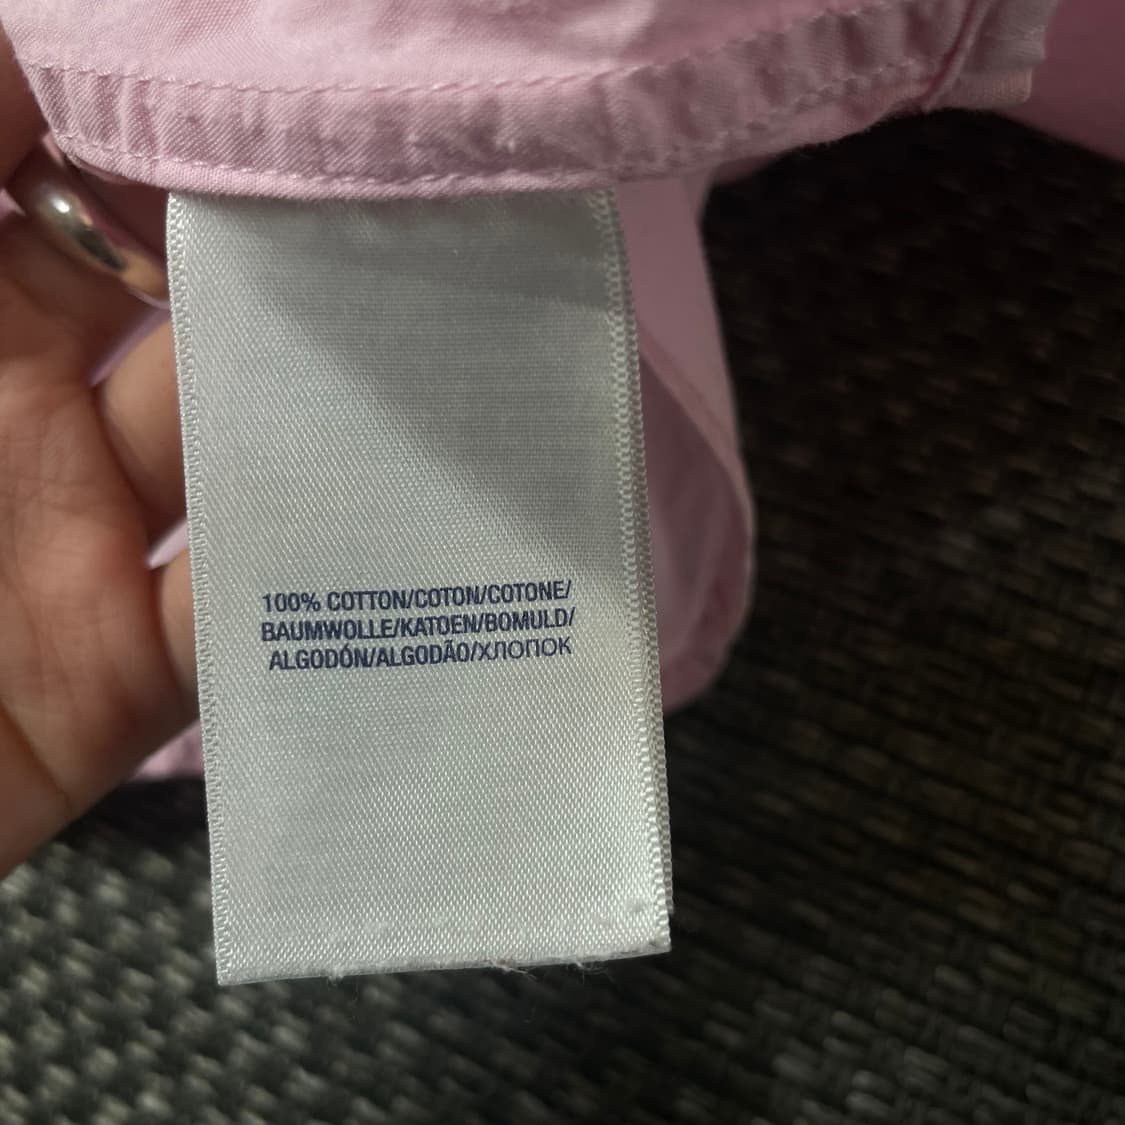 100% COTTON/COTON/COTONE/
BAUMWOLLE/KATOEN/BOMULD/
ALGODÓN/ALGODÃO/ХЛОПОК